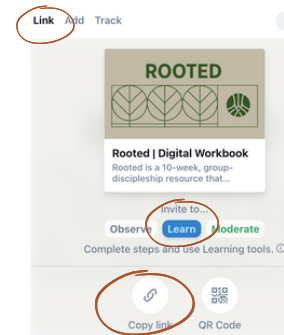 Link Add Track
ROOTED
Rooted | Digital Workbook
Rooted is a 10-week, group-
discipleship resource that...
Invite to...
Observe Learn Moderate
Complete steps and use Learning tools.
Copy link QR Code